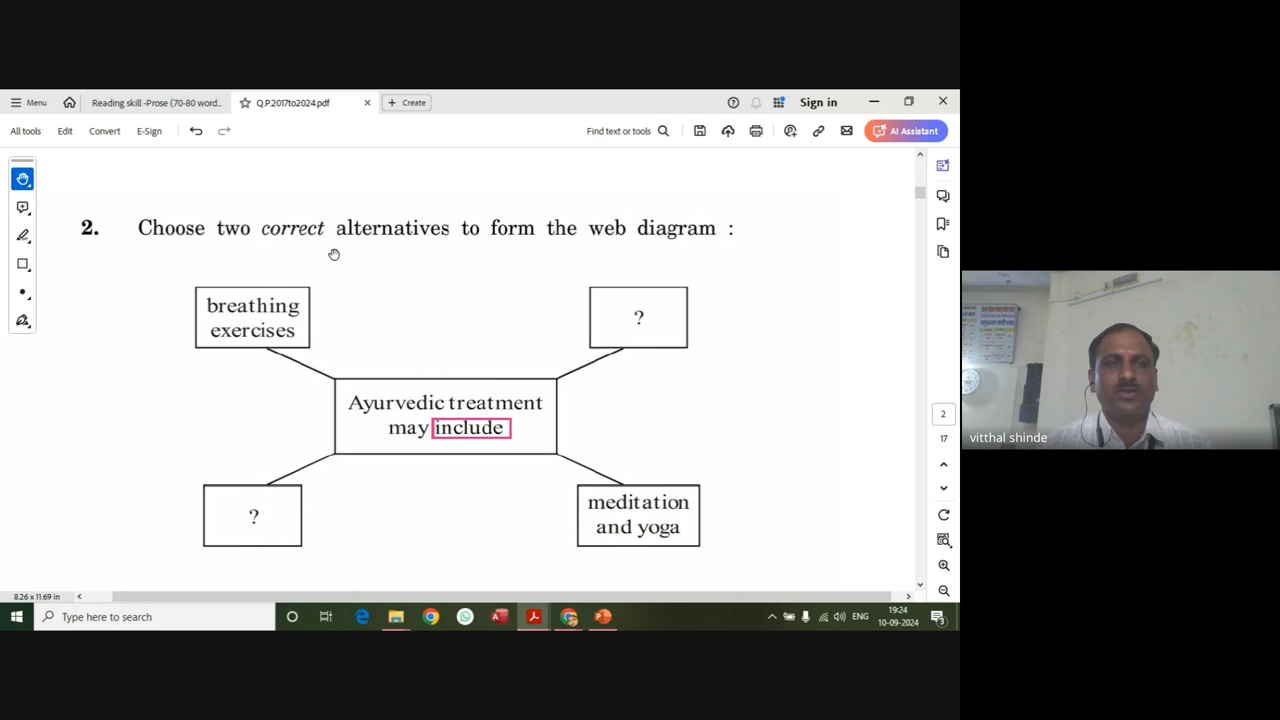 Menu
Reading skill -Prose (70-80 word..
Q.P.2017to2024.pdf
Create
Sign in
All tools
Edit
Convert
E-Sign
Find text or tools
AI Assistant
2. Choose two correct alternatives to form the web diagram :
breathing
exercises
?
Ayurvedic treatment
may include
?
meditation
and yoga
2
17
vitthal shinde
8.26 x 11.69 in
Type here to search
ENG
19:24
10-09-2024
3